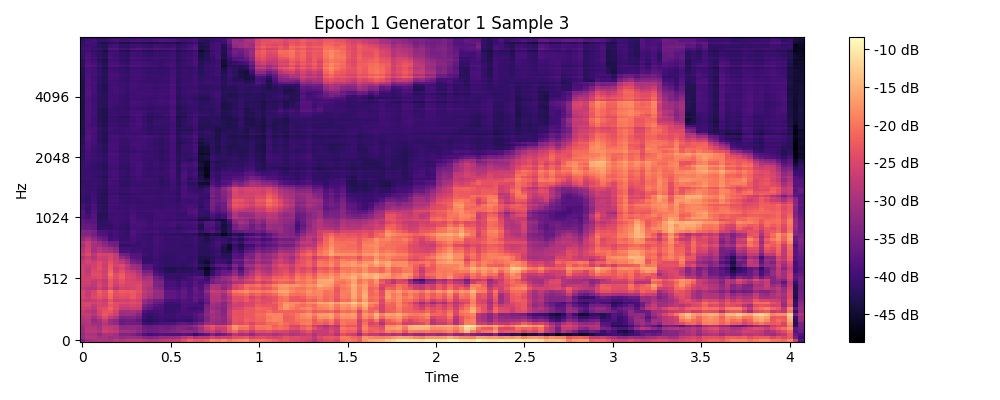 Epoch 1 Generator 1 Sample 3
Hz
4096
2048
1024
512
0
0 0.5 1 1.5 2 2.5 3 3.5 4
Time
-10 dB
-15 dB
-20 dB
-25 dB
-30 dB
-35 dB
-40 dB
-45 dB